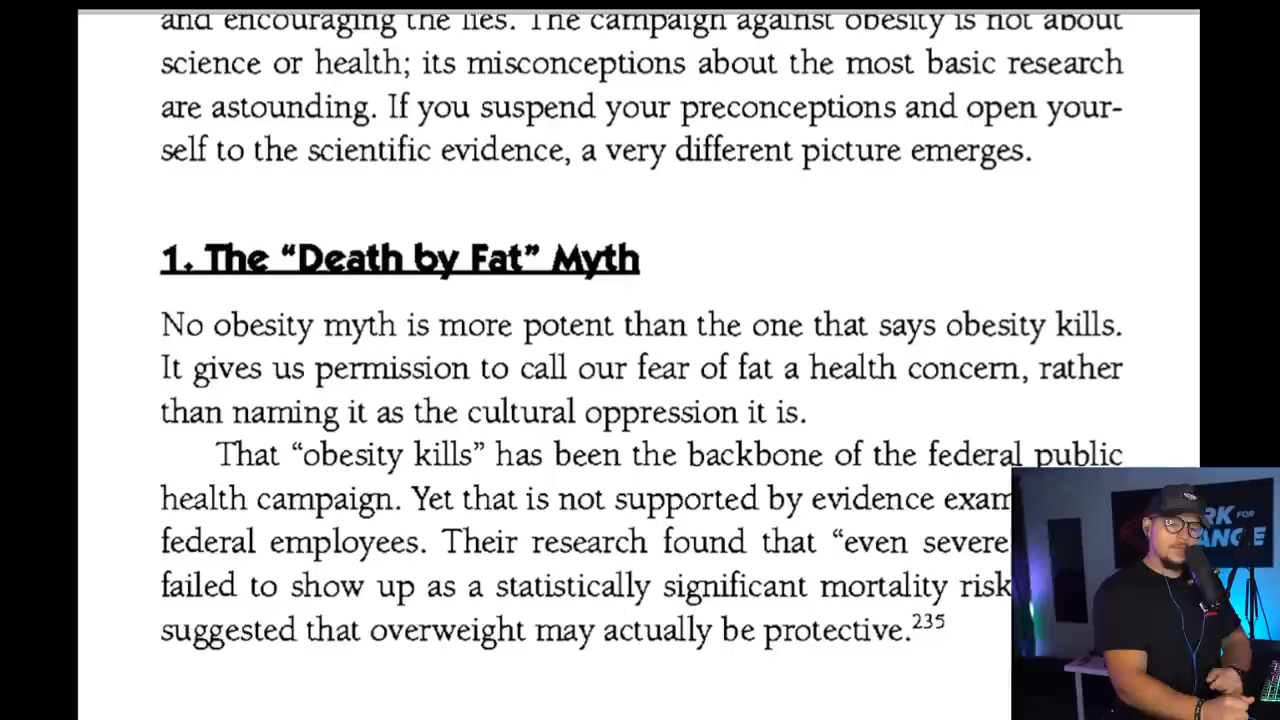 and encouraging the lies. The campaign against obesity is not about
science or health; its misconceptions about the most basic research
are astounding. If you suspend your preconceptions and open your-
self to the scientific evidence, a very different picture emerges.
1. The “Death by Fat” Myth
No obesity myth is more potent than the one that says obesity kills.
It gives us permission to call our fear of fat a health concern, rather
than naming it as the cultural oppression it is.
That “obesity kills” has been the backbone of the federal public
health campaign. Yet that is not supported by evidence exam
federal employees. Their research found that “even severe
failed to show up as a statistically significant mortality risk
suggested that overweight may actually be protective.235
RK FOR
ANGE